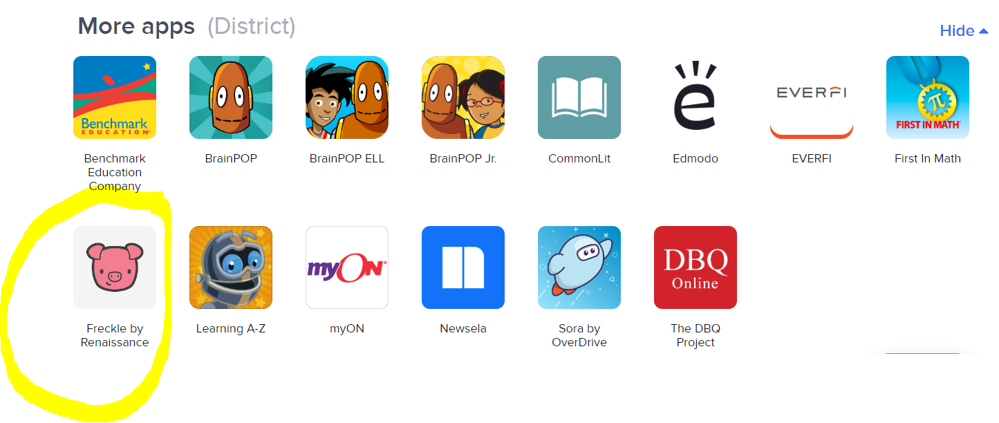 More apps (District)
Hide
Benchmark
EDUCATION®
EVERFI
π
FIRST IN MATH®
Benchmark
Education
Company
BrainPOP
BrainPOP ELL
BrainPOP Jr.
CommonLit
Edmodo
EVERFI
First In Math
myON®
DBQ
Online
Freckle by
Renaissance
Learning A-Z
myON
Newsela
Sora by
OverDrive
The DBQ
Project